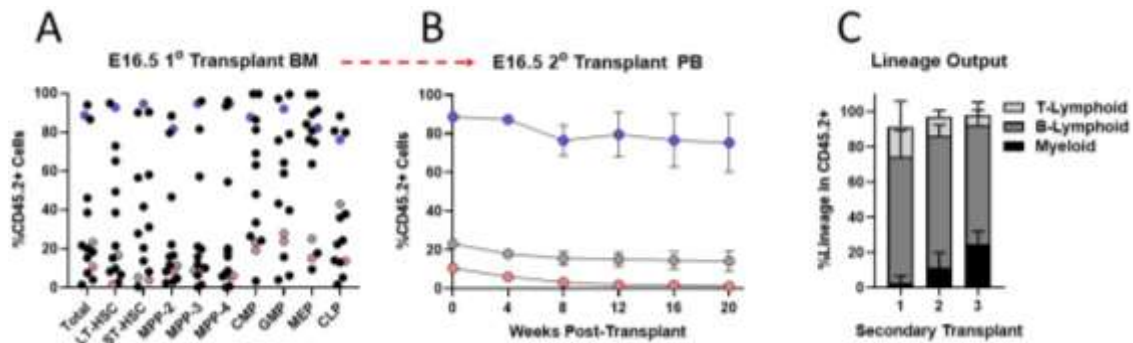 A
B
C
E16.5 1º Transplant BM
E16.5 2º Transplant PB
Lineage Output
%CD45.2+ Cells
100
80
60
40
20
0
Total
LT-HSC
ST-HSC
MPP-2
MPP-3
MPP-4
CMP
GMP
MEP
CLP
%CD45.2+ Cells
100
80
60
40
20
0
0
4
8
12
16
20
Weeks Post-Transplant
%Lineage in CD45.2+
100
80
60
40
20
0
1
2
3
Secondary Transplant
T-Lymphoid
B-Lymphoid
Myeloid